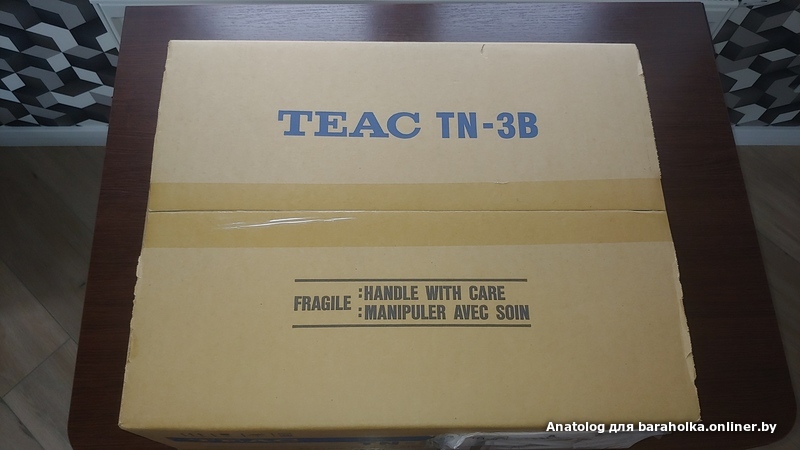 TEAC TN-3B
FRAGILE :HANDLE WITH CARE
:MANIPULER AVEC SOIN
Anatolog для baraholka.onliner.by